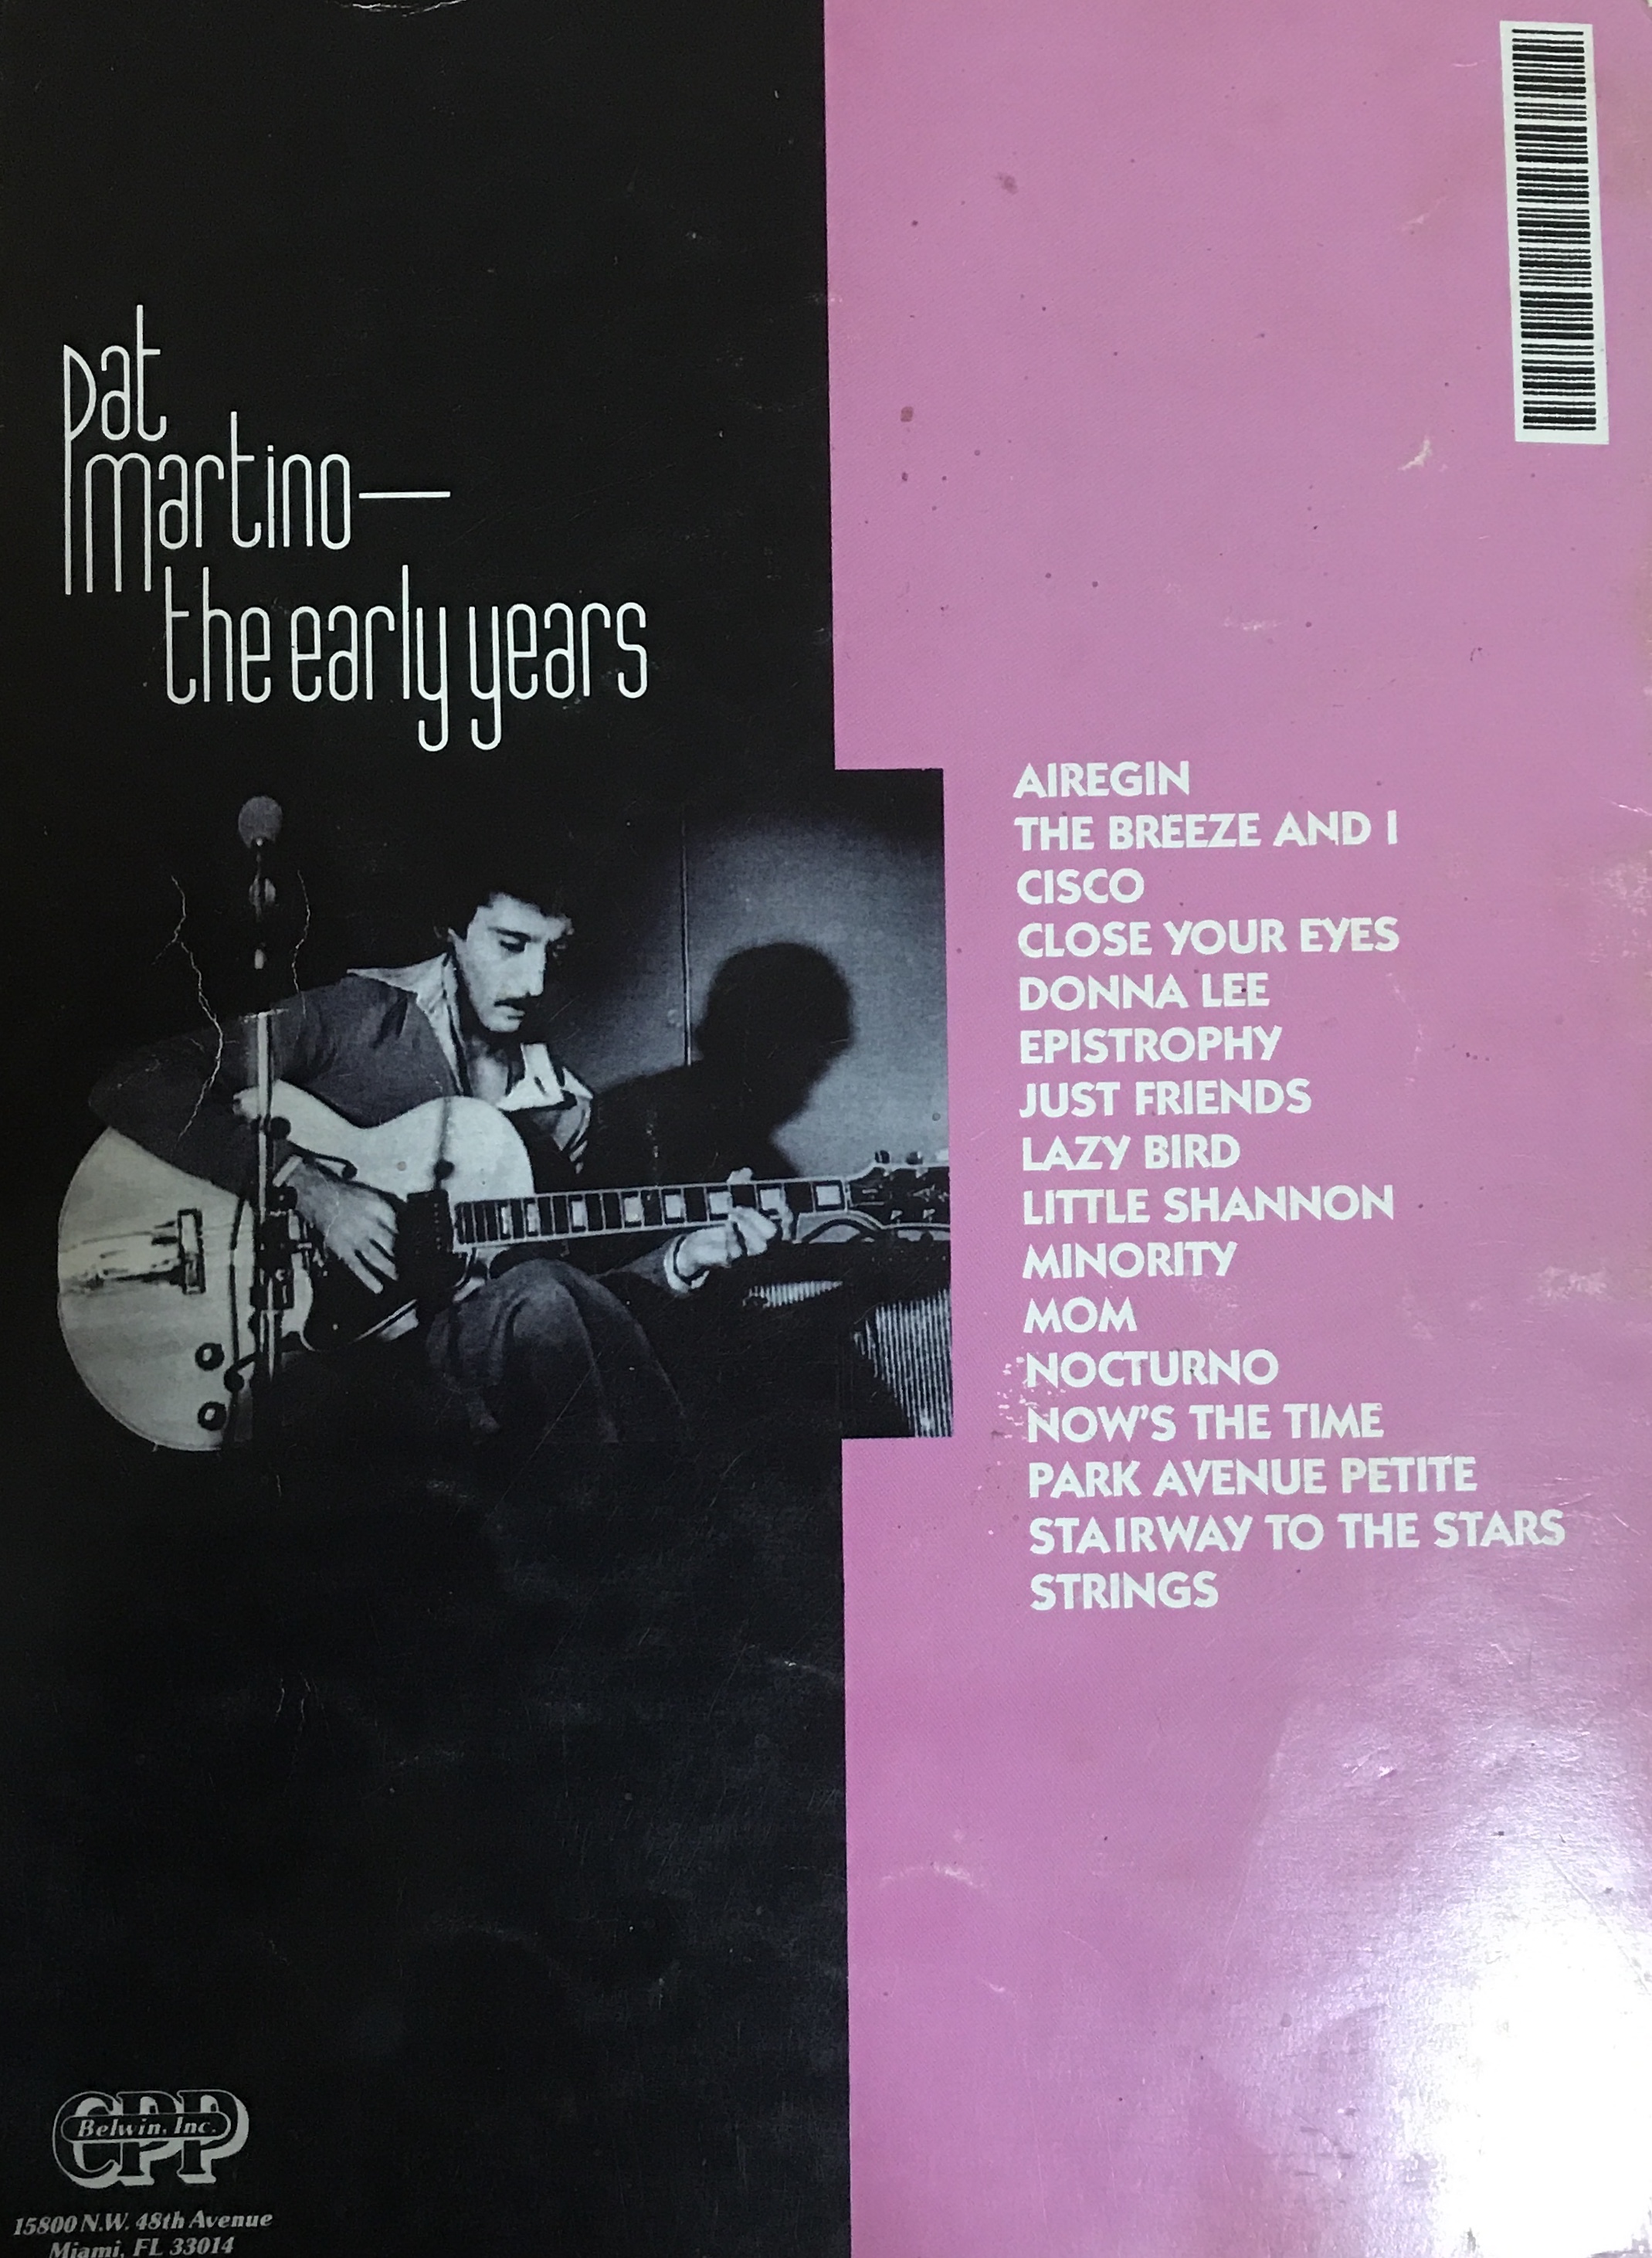 pat
martino—
the early years
AIREGIN
THE BREEZE AND I
CISCO
CLOSE YOUR EYES
DONNA LEE
EPISTROPHY
JUST FRIENDS
LAZY BIRD
LITTLE SHANNON
MINORITY
MOM
NOCTURNO
NOW'S THE TIME
PARK AVENUE PETITE
STAIRWAY TO THE STARS
STRINGS
CPP
Belwin, Inc.
15800 N.W. 48th Avenue
Miami, FL 33014